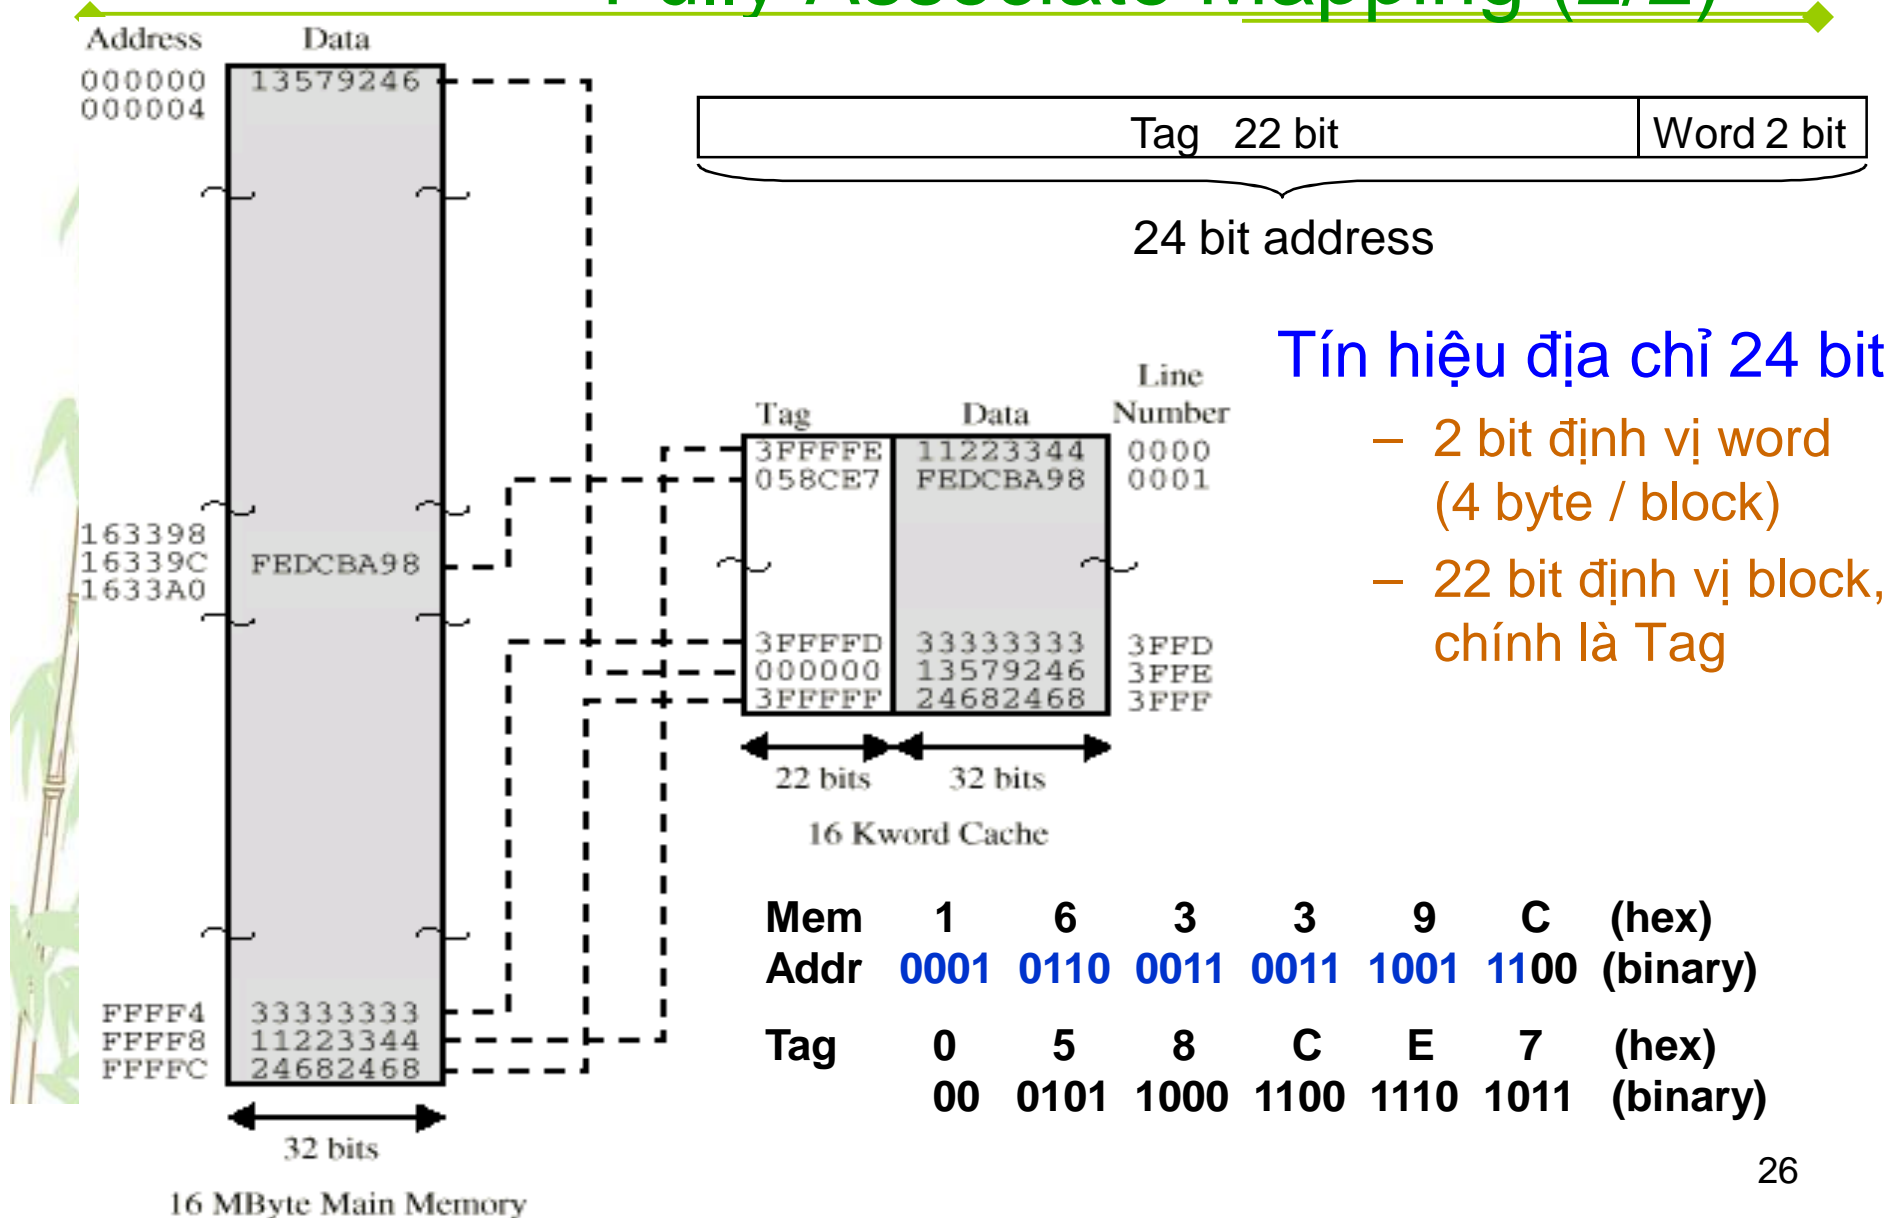 Fully Associate Mapping (2/2)
Address Data
000000 13579246
000004
Tag 22 bit Word 2 bit
24 bit address
Tín hiệu địa chỉ 24 bit
– 2 bit định vị word
(4 byte / block)
– 22 bit định vị block,
chính là Tag
Line
Tag Data Number
3FFFFE 11223344 0000
058CE7 FEDCBA98 0001
163398
16339C FEDCBA98
1633A0
3FFFFD 33333333 3FFD
000000 13579246 3FFE
3FFFFF 24682468 3FFF
22 bits 32 bits
16 Kword Cache
Mem 1 6 3 3 9 C (hex)
Addr 0001 0110 0011 0011 1001 1100 (binary)
FFFF4 33333333
FFFF8 11223344
FFFFC 24682468
Tag 0 5 8 C E 7 (hex)
00 0101 1000 1100 1110 1011 (binary)
32 bits
16 MByte Main Memory
26